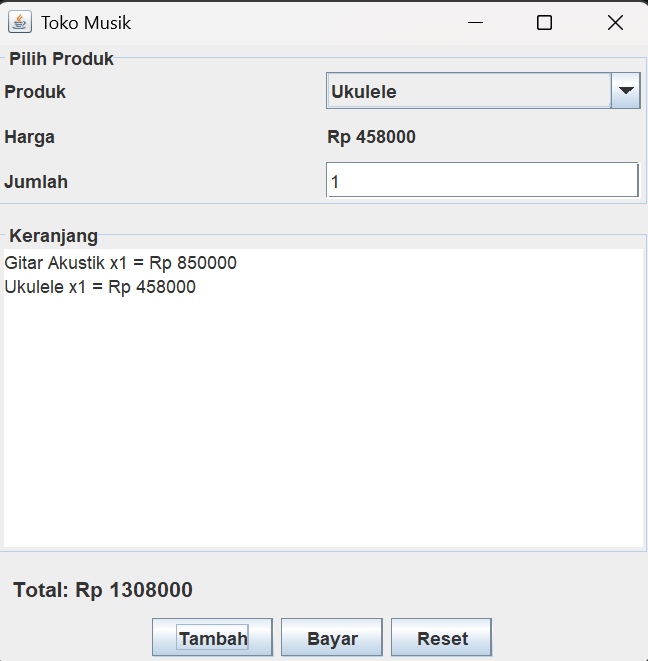 Toko Musik
Pilih Produk
Produk Ukulele
Harga Rp 458000
Jumlah 1
Keranjang
Gitar Akustik x1 = Rp 850000
Ukulele x1 = Rp 458000
Total: Rp 1308000
Tambah Bayar Reset